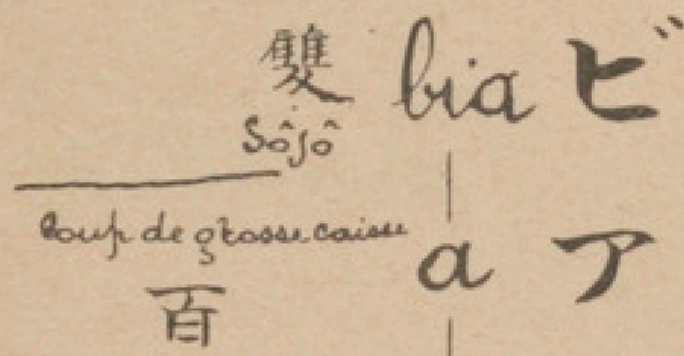 雙 bia ビ
Sôjô
Coup de grosse caisse
a ア
百